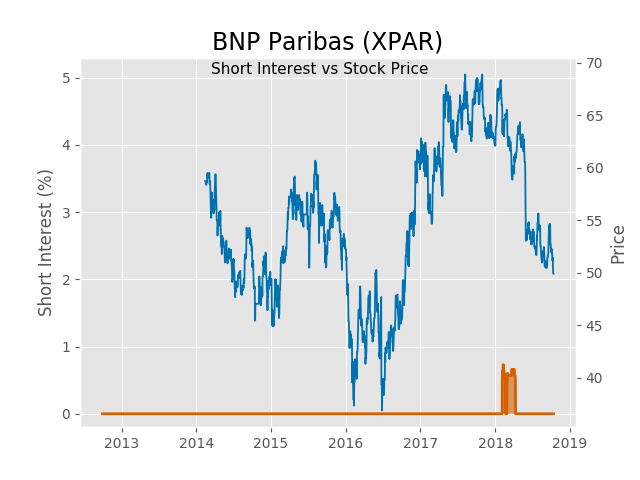 BNP Paribas (XPAR)
Short Interest vs Stock Price
Short Interest (%)
5
4
3
2
1
0
70
65
60
55
50
45
40
Price
2013 2014 2015 2016 2017 2018 2019